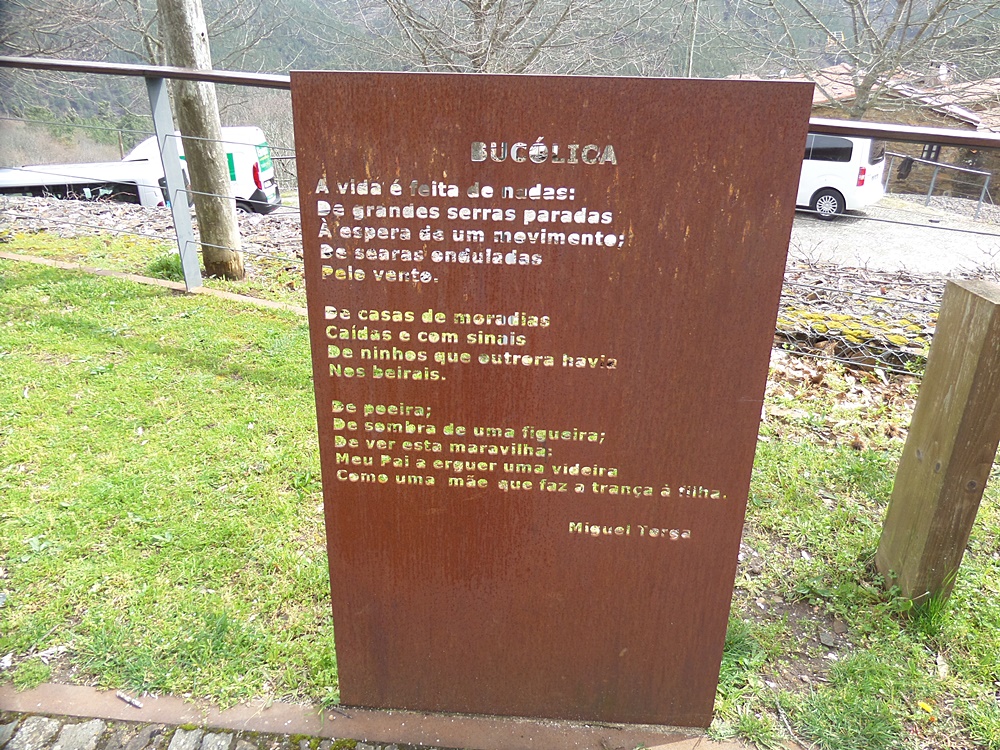 BUCÓLICA
A vida é feita de nadas:
De grandes serras paradas
À espera de um movimento;
De searas onduladas
Pelo vento.
De casas de moradias
Caídas e com sinais
De ninhos que outrora havia
Nos beirais.
De poeira;
De sombra de uma figueira;
De ver esta maravilha:
Meu Pai a erguer uma videira
Como uma mãe que faz a trança à filha.
Miguel Torga